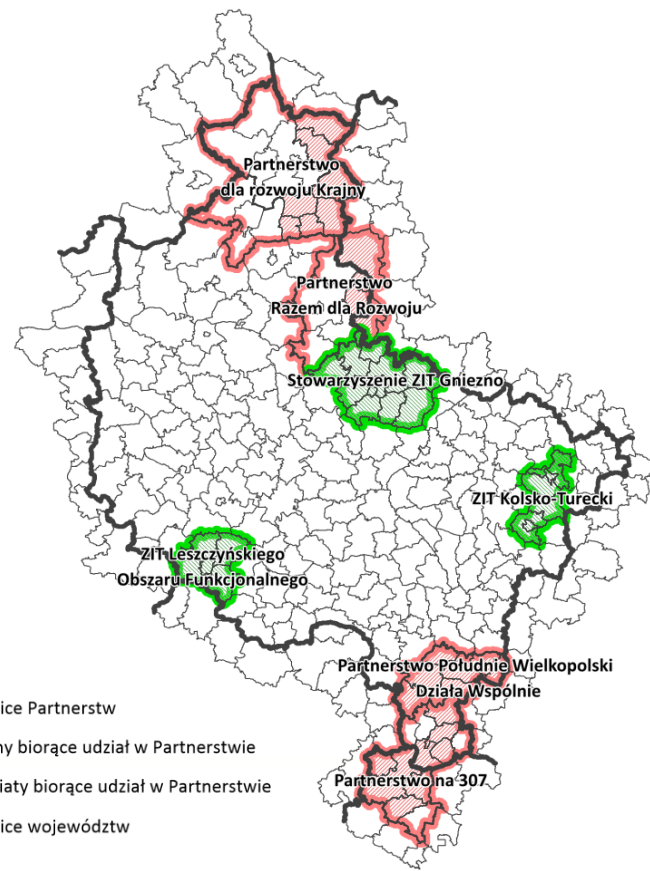 Partnerstwo
dla rozwoju Krajny
Partnerstwo
Razem dla Rozwoju
Stowarzyszenie ZIT Gniezno
ZIT Kolsko-Turecki
ZIT Leszczyńskiego
Obszaru Funkcjonalnego
Partnerstwo Południe Wielkopolski
Działa Wspólnie
Partnerstwo na 307
ice Partnerstw
ny biorące udział w Partnerstwie
iaty biorące udział w Partnerstwie
ice województw